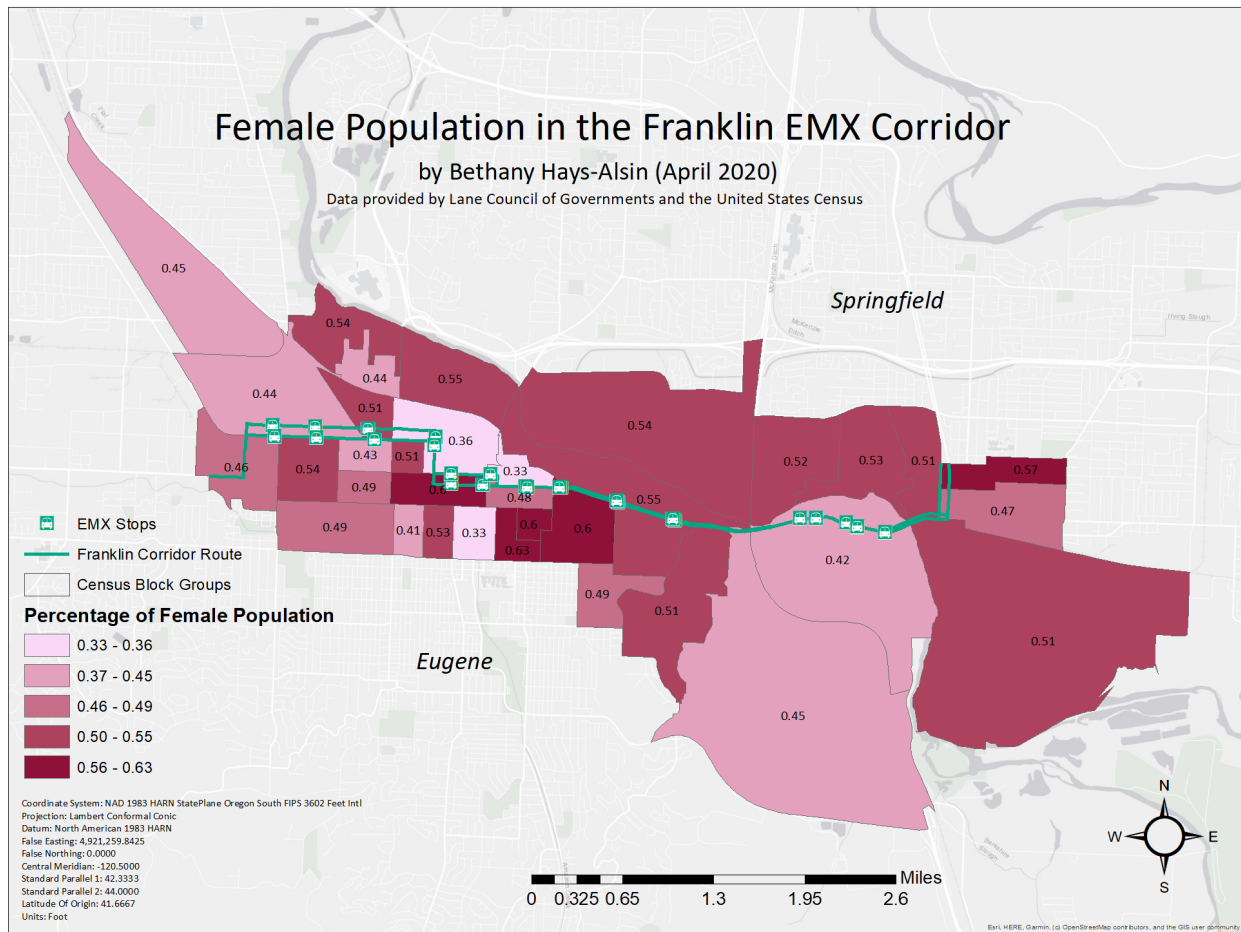 Female Population in the Franklin EMX Corridor
by Bethany Hays-Alsin (April 2020)
Data provided by Lane Council of Governments and the United States Census
Flat Creek
McKenzie Ditch
McKenzie Ditch
Irving Slough
Springfield
Eugene
0.45
0.54
0.44
0.55
0.44
0.51
0.36
0.54
0.46
0.54
0.43
0.51
0.33
0.52
0.53
0.51
0.57
0.49
0.48
0.55
0.47
0.49
0.41
0.53
0.33
0.6
0.6
0.63
0.42
0.49
0.51
0.51
0.45
EMX Stops
Franklin Corridor Route
Census Block Groups
Percentage of Female Population
0.33 - 0.36
0.37 - 0.45
0.46 - 0.49
0.50 - 0.55
0.56 - 0.63
Coordinate System: NAD 1983 HARN StatePlane Oregon South FIPS 3602 Feet Intl
Projection: Lambert Conformal Conic
Datum: North American 1983 HARN
False Easting: 4,921,259.8425
False Northing: 0.0000
Central Meridian: -120.5000
Standard Parallel 1: 42.3333
Standard Parallel 2: 44.0000
Latitude Of Origin: 41.6667
Units: Foot
N
W
E
S
Miles
0 0.325 0.65 1.3 1.95 2.6
Esri, HERE, Garmin, (c) OpenStreetMap contributors, and the GIS user community